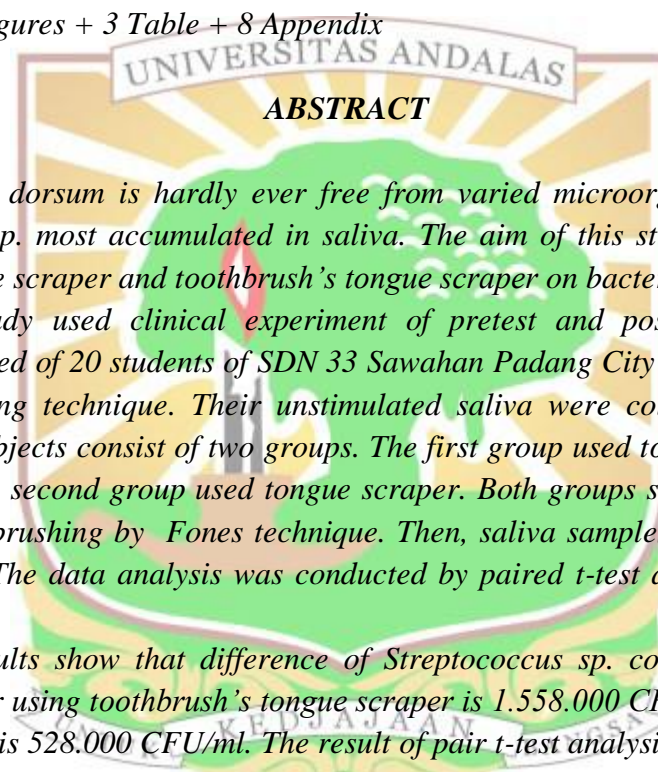 gures + 3 Table + 8 Appendix
UNIVERSITAS ANDALAS
ABSTRACT
dorsum is hardly ever free from varied microor
p. most accumulated in saliva. The aim of this st
e scraper and toothbrush's tongue scraper on bacte
dy used clinical experiment of pretest and pos
ed of 20 students of SDN 33 Sawahan Padang City
ng technique. Their unstimulated saliva were co
bjects consist of two groups. The first group used to
second group used tongue scraper. Both groups s
brushing by Fones technique. Then, saliva sample
The data analysis was conducted by paired t-test a
ults show that difference of Streptococcus sp. co
r using toothbrush's tongue scraper is 1.558.000 CF
KEDJAJAAN
is 528.000 CFU/ml. The result of pair t-test analysi